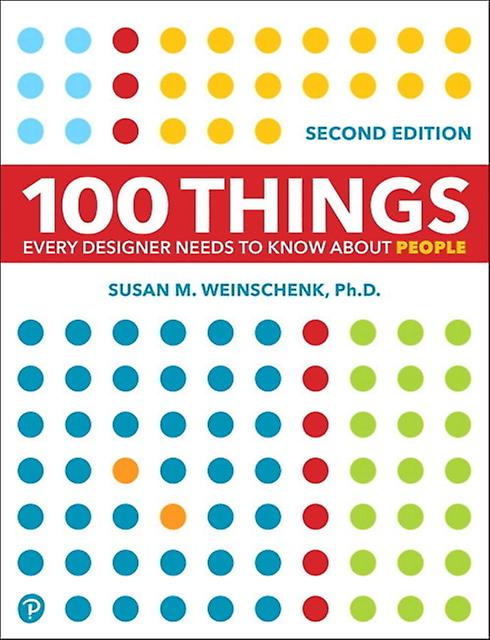 SECOND EDITION
100 THINGS
EVERY DESIGNER NEEDS TO KNOW ABOUT PEOPLE
SUSAN M. WEINSCHENK, Ph.D.
P